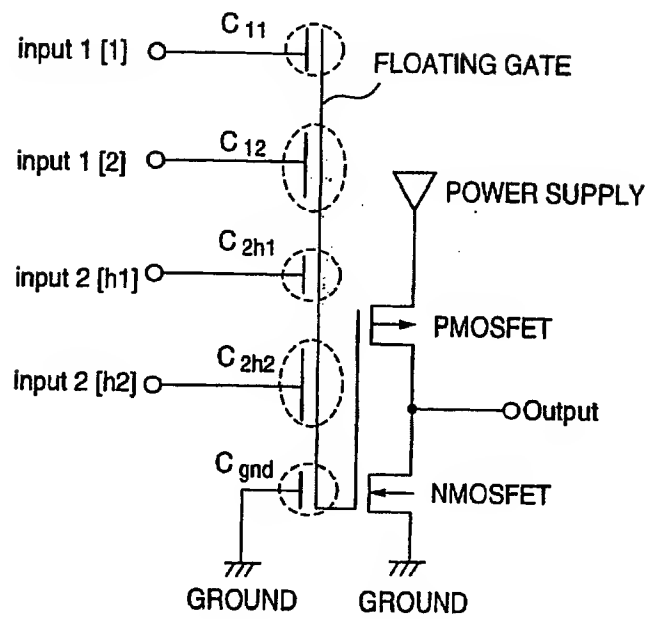 C11
input 1 [1]
FLOATING GATE
C12
input 1 [2]
POWER SUPPLY
C2h1
input 2 [h1]
PMOSFET
C2h2
input 2 [h2]
Output
Cgnd
NMOSFET
GROUND
GROUND